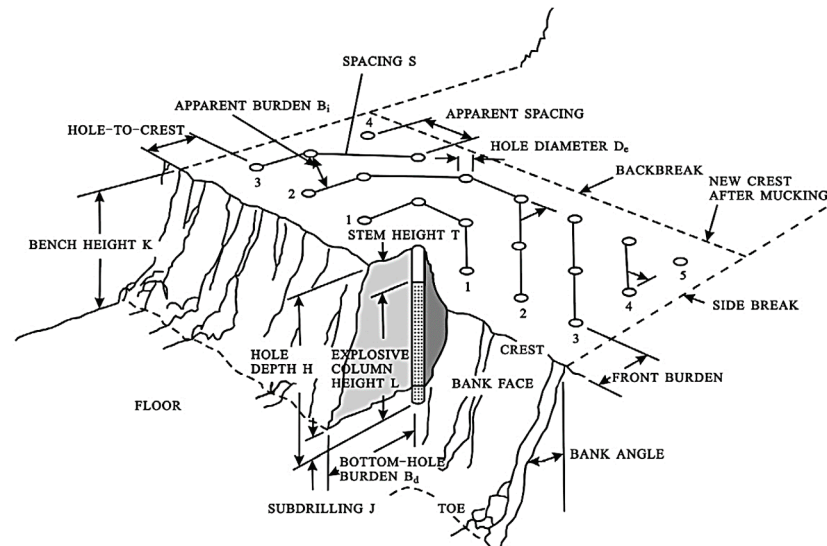 SPACING S
APPARENT BURDEN Bi
APPARENT SPACING
4
HOLE-TO-CREST
HOLE DIAMETER De
BACKBREAK
3
2
NEW CREST
AFTER MUCKING
1
BENCH HEIGHT K
STEM HEIGHT T
1
2
3
4
5
SIDE BREAK
CREST
HOLE
DEPTH H
EXPLOSIVE
COLUMN
HEIGHT L
BANK FACE
FRONT BURDEN
FLOOR
BOTTOM-HOLE
BURDEN Bd
BANK ANGLE
SUBDRILLING J
TOE